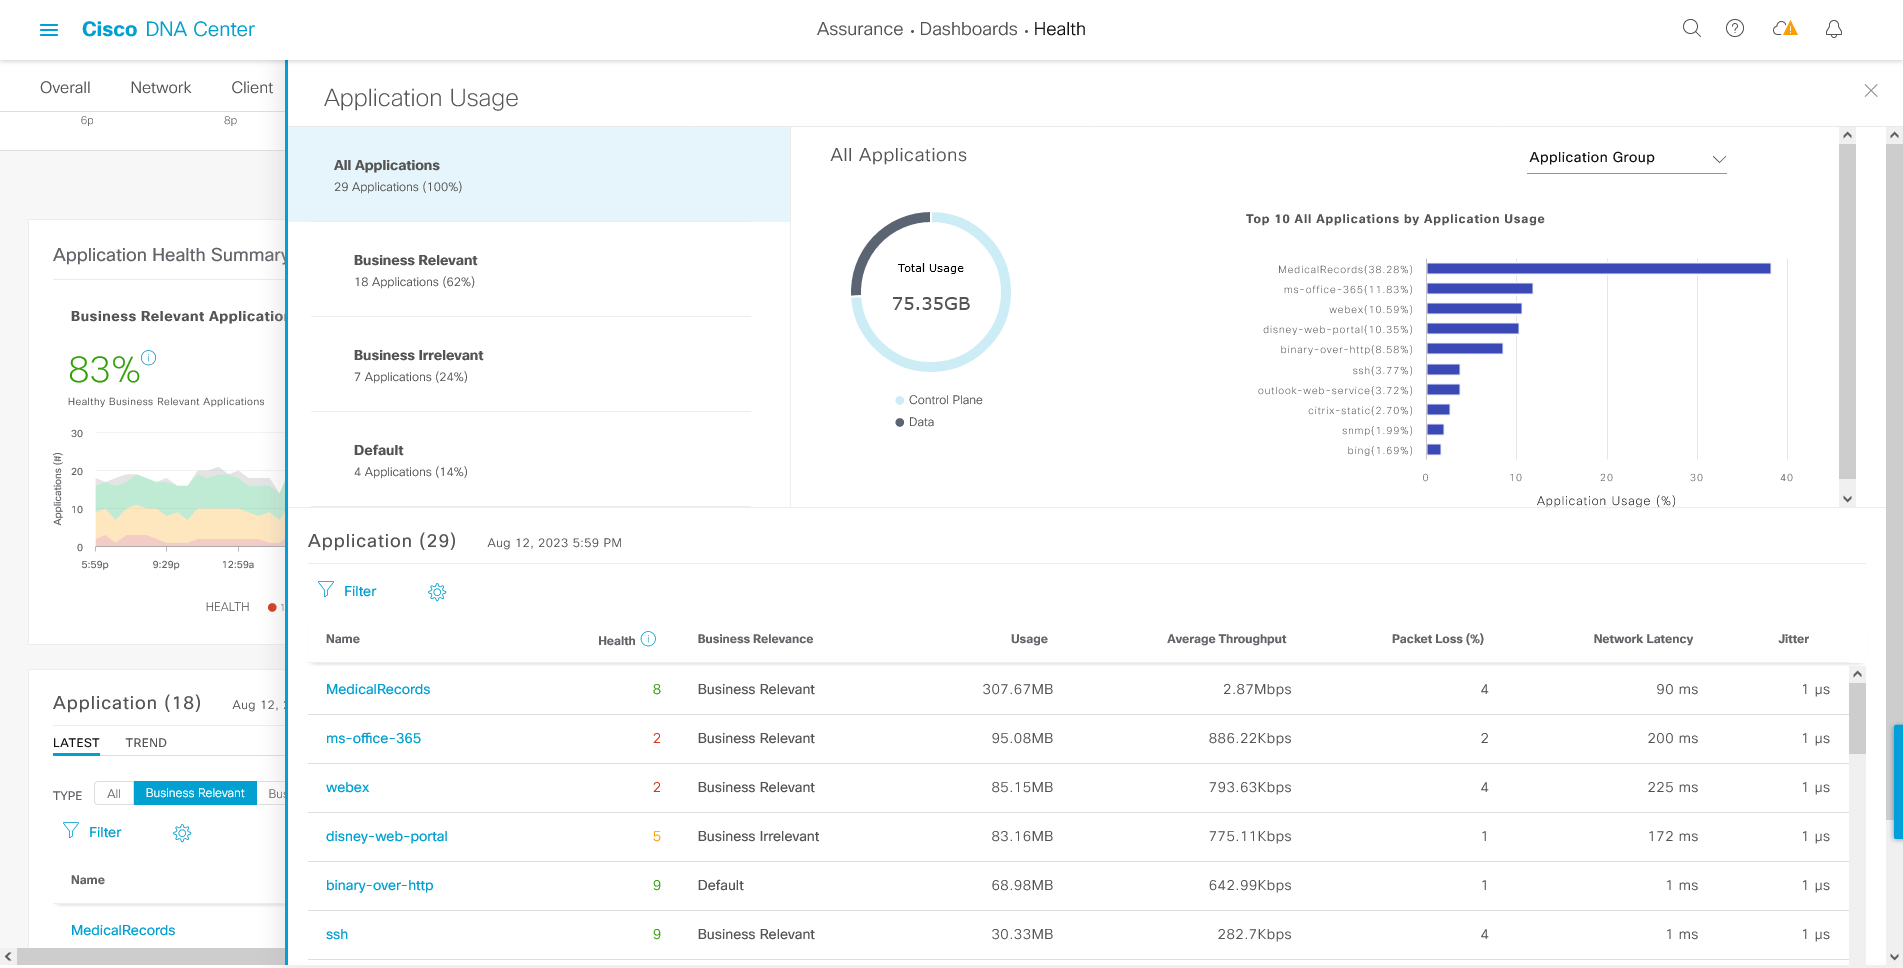 Cisco DNA Center
Assurance · Dashboards · Health
Overall Network Client
6p 8p
Application Health Summary
Business Relevant
83%
Healthy Business Relevant Applications
Applications (#)
30
20
10
0
5:59p 9:29p 12:59a
HEALTH
Application (18) Aug 12,
LATEST TREND
TYPE All Business Relevant
Filter
Name
MedicalRecords
Application Usage
All Applications
29 Applications (100%)
Business Relevant
18 Applications (62%)
Business Irrelevant
7 Applications (24%)
Default
4 Applications (14%)
All Applications
Application Group
Total Usage
75.35GB
Control Plane
Data
Top 10 All Applications by Application Usage
MedicalRecords(38.28%)
ms-office-365(11.83%)
webex(10.59%)
disney-web-portal(10.35%)
binary-over-http(8.58%)
ssh(3.77%)
outlook-web-service(3.72%)
citrix-static(2.70%)
snmp(1.99%)
bing(1.69%)
0 10 20 30 40
Application Usage (%)
Application (29) Aug 12, 2023 5:59 PM
Filter
Name Health Business Relevance Usage Average Throughput Packet Loss (%) Network Latency Jitter
MedicalRecords 8 Business Relevant 307.67MB 2.87Mbps 4 90 ms 1 µs
ms-office-365 2 Business Relevant 95.08MB 886.22Kbps 2 200 ms 1 µs
webex 2 Business Relevant 85.15MB 793.63Kbps 4 225 ms 1 µs
disney-web-portal 5 Business Irrelevant 83.16MB 775.11Kbps 1 172 ms 1 µs
binary-over-http 9 Default 68.98MB 642.99Kbps 1 1 ms 1 µs
ssh 9 Business Relevant 30.33MB 282.7Kbps 4 1 ms 1 µs